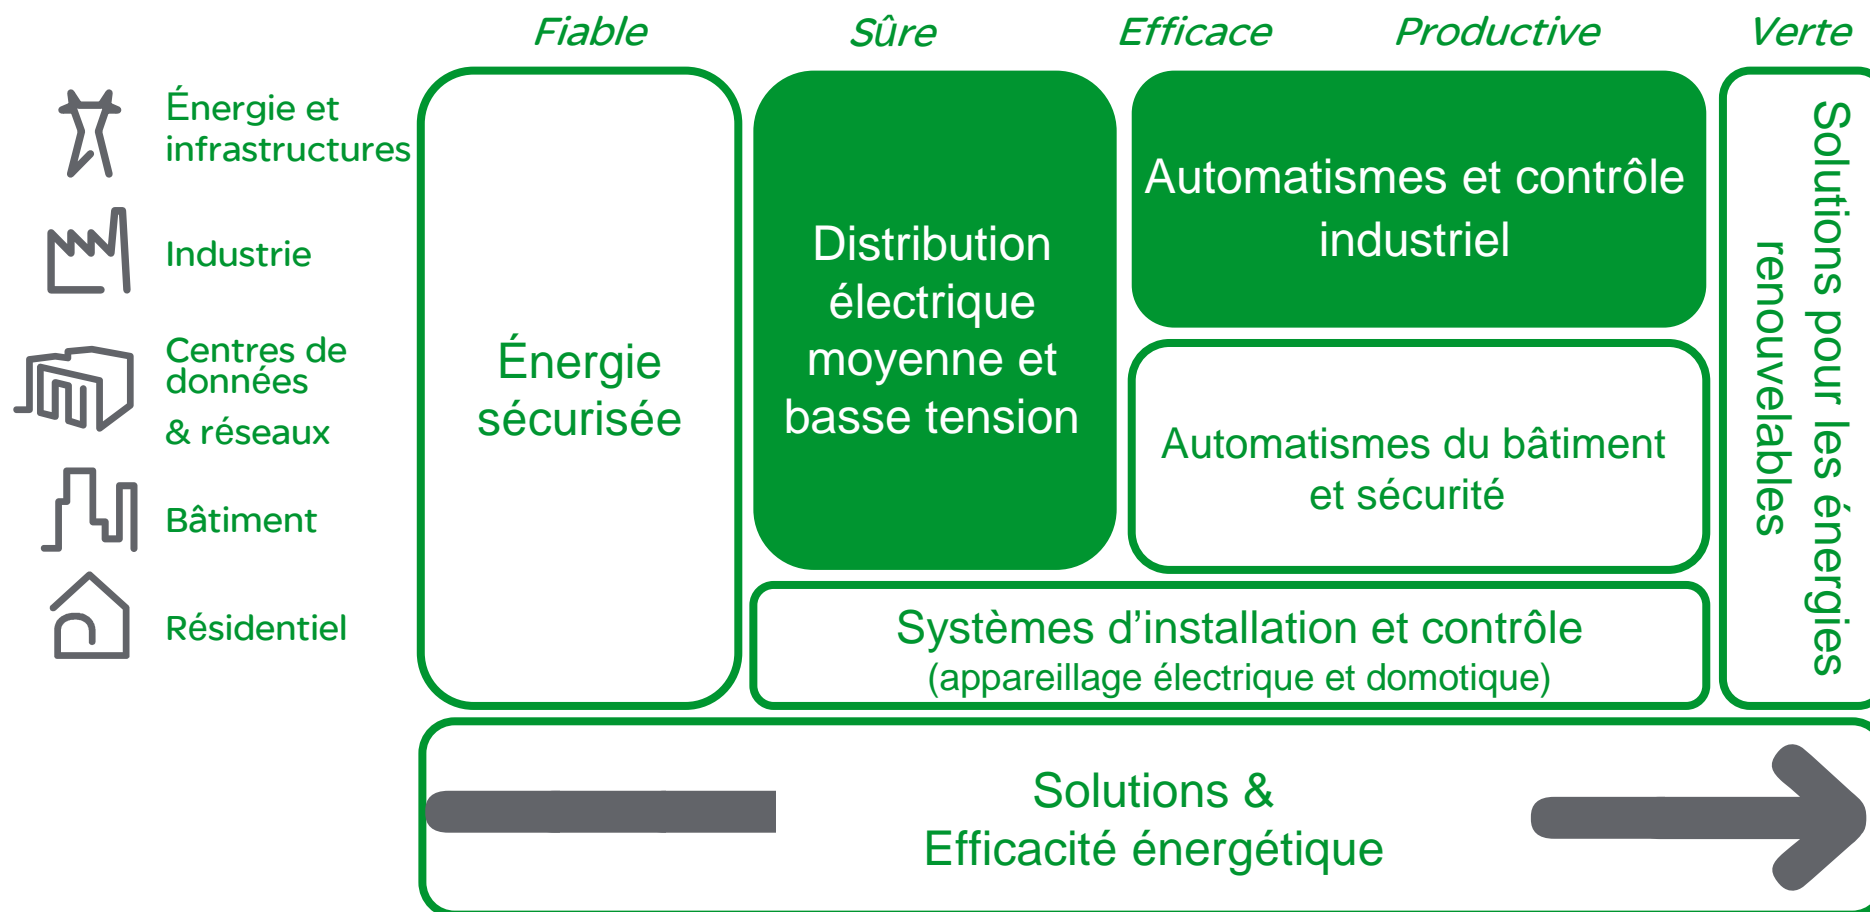 Fiable Sûre Efficace Productive Verte
Énergie et
infrastructures
Industrie
Centres de
données
& réseaux
Bâtiment
Résidentiel
Énergie
sécurisée
Distribution
électrique
moyenne et
basse tension
Automatismes et contrôle
industriel
Automatismes du bâtiment
et sécurité
Systèmes d’installation et contrôle
(appareillage électrique et domotique)
Solutions pour les énergies
renouvelables
Solutions &
Efficacité énergétique